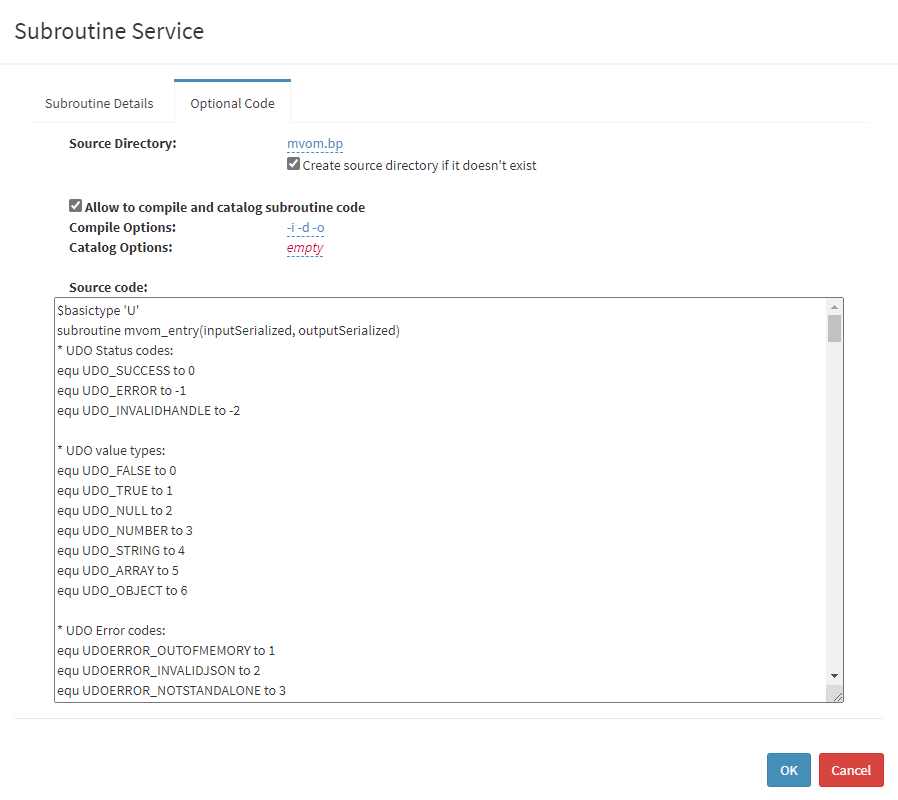 Subroutine Service
Subroutine Details
Optional Code
Source Directory:
mvom.bp
Create source directory if it doesn't exist
Allow to compile and catalog subroutine code
Compile Options:
-i -d -o
Catalog Options:
empty
Source code:
$basictype 'U'
subroutine mvom_entry(inputSerialized, outputSerialized)
* UDO Status codes:
equ UDO_SUCCESS to 0
equ UDO_ERROR to -1
equ UDO_INVALIDHANDLE to -2
* UDO value types:
equ UDO_FALSE to 0
equ UDO_TRUE to 1
equ UDO_NULL to 2
equ UDO_NUMBER to 3
equ UDO_STRING to 4
equ UDO_ARRAY to 5
equ UDO_OBJECT to 6
* UDO Error codes:
equ UDOERROR_OUTOFMEMORY to 1
equ UDOERROR_INVALIDJSON to 2
equ UDOERROR_NOTSTANDALONE to 3
OK
Cancel